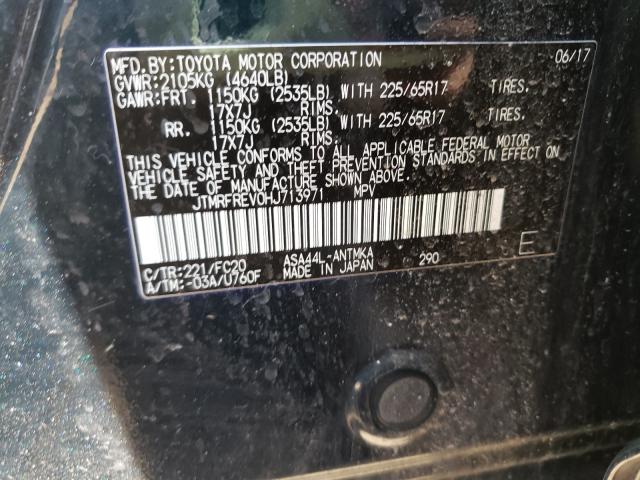 MFD.BY:TOYOTA MOTOR CORPORATION 06/17
GVWR:2105KG (4640LB)
GAWR:FRT. 1150KG (2535LB) WITH 225/65R17 TIRES.
17X7J RIMS.
RR. 1150KG (2535LB) WITH 225/65R17 TIRES.
17X7J RIMS.
THIS VEHICLE CONFORMS TO ALL APPLICABLE FEDERAL MOTOR
VEHICLE SAFETY AND THEFT PREVENTION STANDARDS IN EFFECT ON
THE DATE OF MANUFACTURE SHOWN ABOVE.
JTMRFREV0HJ713971 MPV
C/TR:221/FC20 ASA44L-ANTMKA 290 E
A/TM:-03A/U760F MADE IN JAPAN